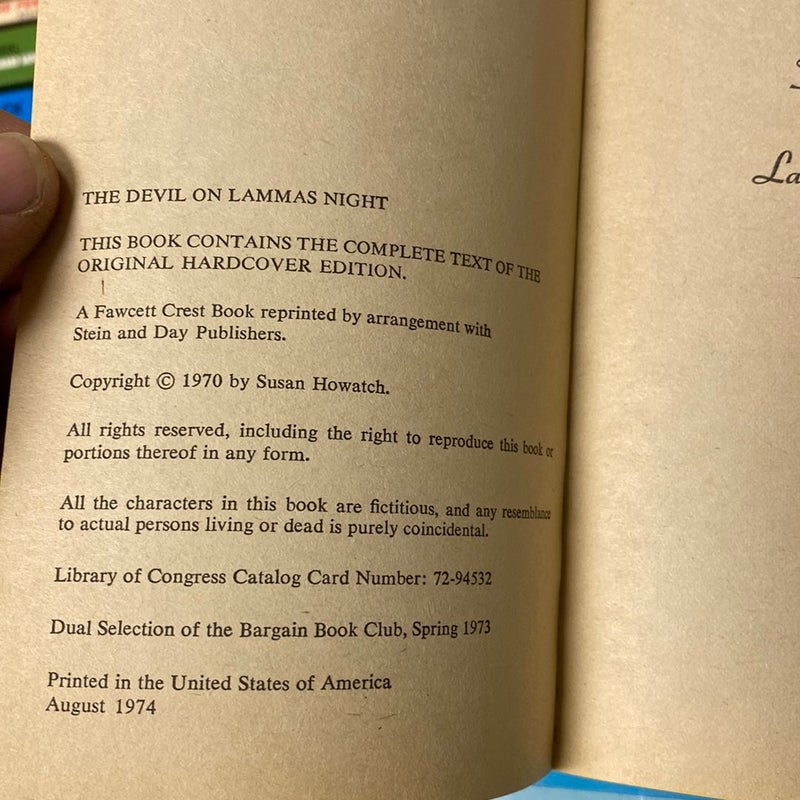 THE DEVIL ON LAMMAS NIGHT
THIS BOOK CONTAINS THE COMPLETE TEXT OF THE
ORIGINAL HARDCOVER EDITION.
A Fawcett Crest Book reprinted by arrangement with
Stein and Day Publishers.
Copyright © 1970 by Susan Howatch.
All rights reserved, including the right to reproduce this book or
portions thereof in any form.
All the characters in this book are fictitious, and any resemblance
to actual persons living or dead is purely coincidental.
Library of Congress Catalog Card Number: 72-94532
Dual Selection of the Bargain Book Club, Spring 1973
Printed in the United States of America
August 1974
La